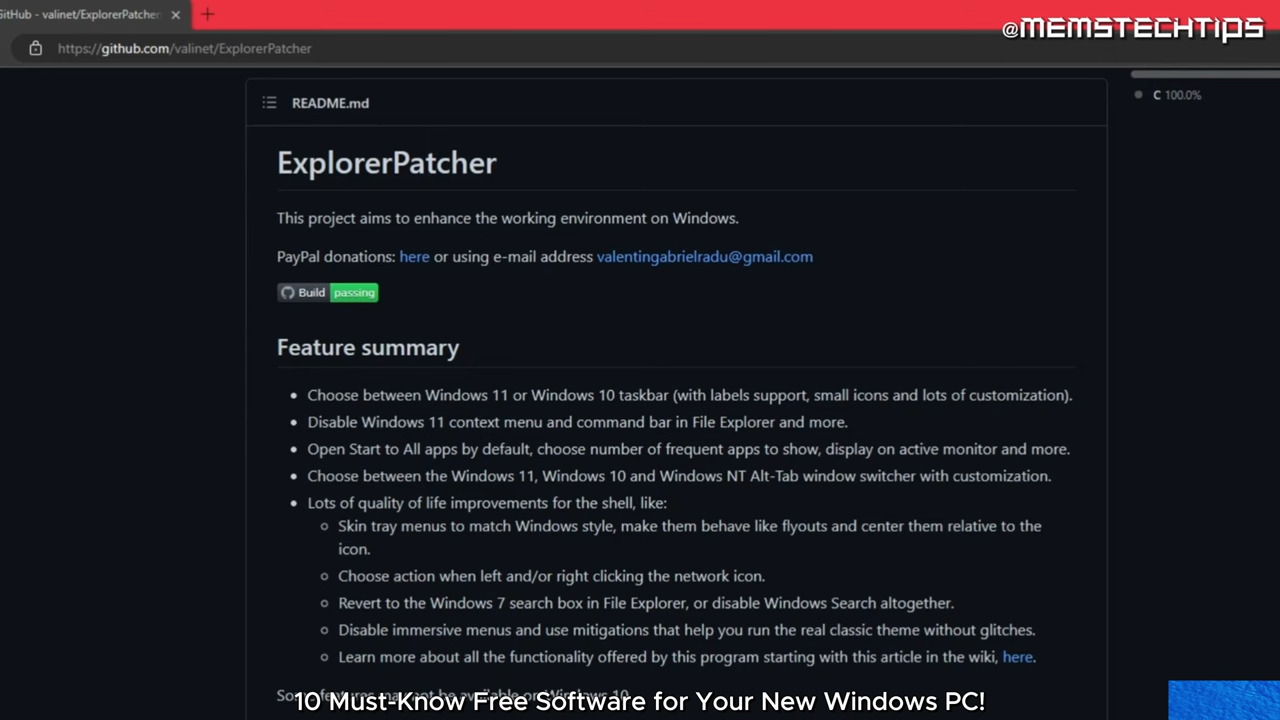 GitHub - valinet/ExplorerPatcher
@MEMSTECHTIPS
https://github.com/valinet/ExplorerPatcher
README.md
C 100.0%
ExplorerPatcher
This project aims to enhance the working environment on Windows.
PayPal donations: here or using e-mail address valentingabrielradu@gmail.com
Build passing
Feature summary
Choose between Windows 11 or Windows 10 taskbar (with labels support, small icons and lots of customization).
Disable Windows 11 context menu and command bar in File Explorer and more.
Open Start to All apps by default, choose number of frequent apps to show, display on active monitor and more.
Choose between the Windows 11, Windows 10 and Windows NT Alt-Tab window switcher with customization.
Lots of quality of life improvements for the shell, like:
Skin tray menus to match Windows style, make them behave like flyouts and center them relative to the
icon.
Choose action when left and/or right clicking the network icon.
Revert to the Windows 7 search box in File Explorer, or disable Windows Search altogether.
Disable immersive menus and use mitigations that help you run the real classic theme without glitches.
Learn more about all the functionality offered by this program starting with this article in the wiki, here.
10 Must-Know Free Software for Your New Windows PC!